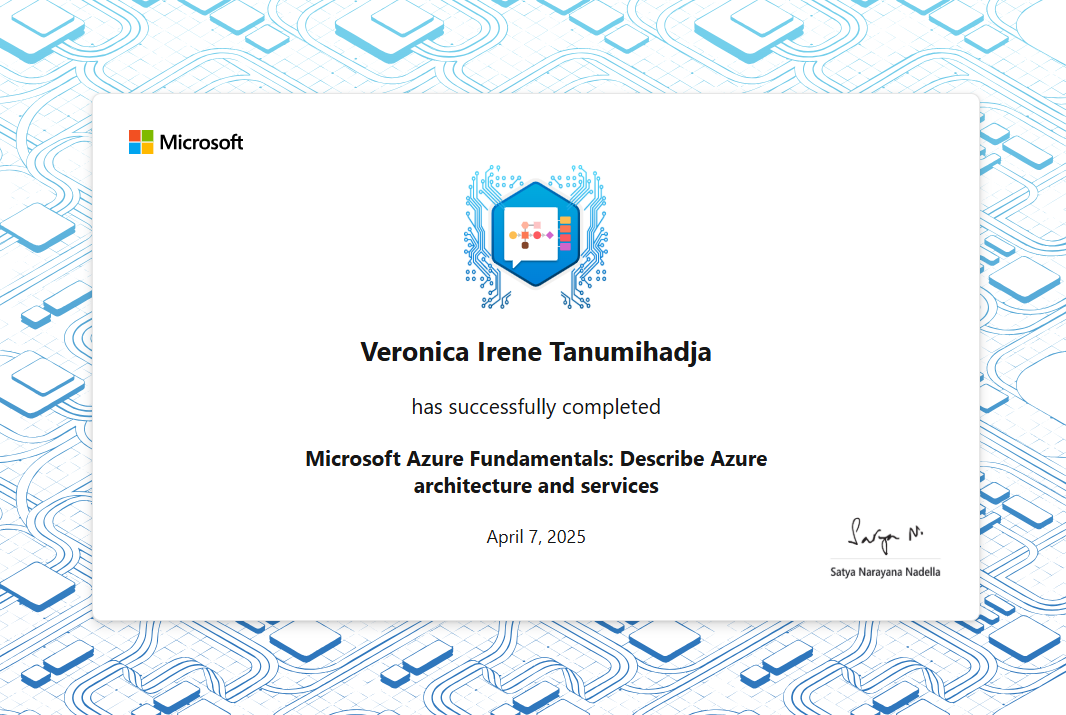 Microsoft
Veronica Irene Tanumihadja
has successfully completed
Microsoft Azure Fundamentals: Describe Azure
architecture and services
April 7, 2025
Satya N.
Satya Narayana Nadella